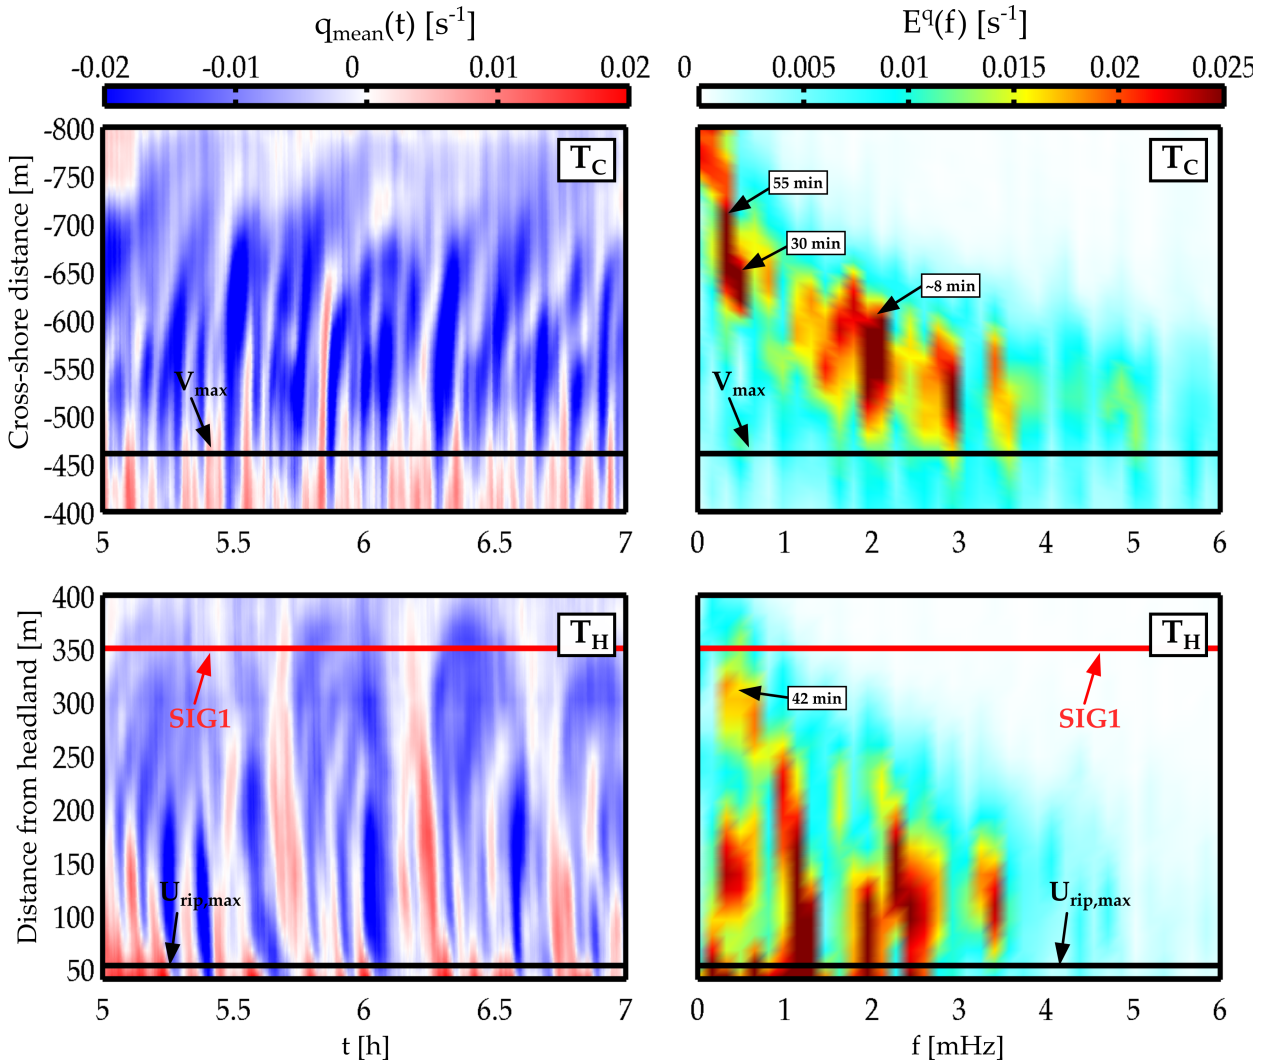 q_mean(t) [s^-1]
E^q(f) [s^-1]
-0.02 -0.01 0 0.01 0.02
0 0.005 0.01 0.015 0.02 0.025
Cross-shore distance [m]
-800
-750
-700
-650
-600
-550
-500
-450
-400
T_C
V_max
5 5.5 6 6.5 7
T_C
55 min
30 min
~8 min
V_max
0 1 2 3 4 5 6
Distance from headland [m]
400
350
300
250
200
150
100
50
T_H
SIG1
U_rip,max
5 5.5 6 6.5 7
t [h]
T_H
42 min
SIG1
U_rip,max
0 1 2 3 4 5 6
f [mHz]